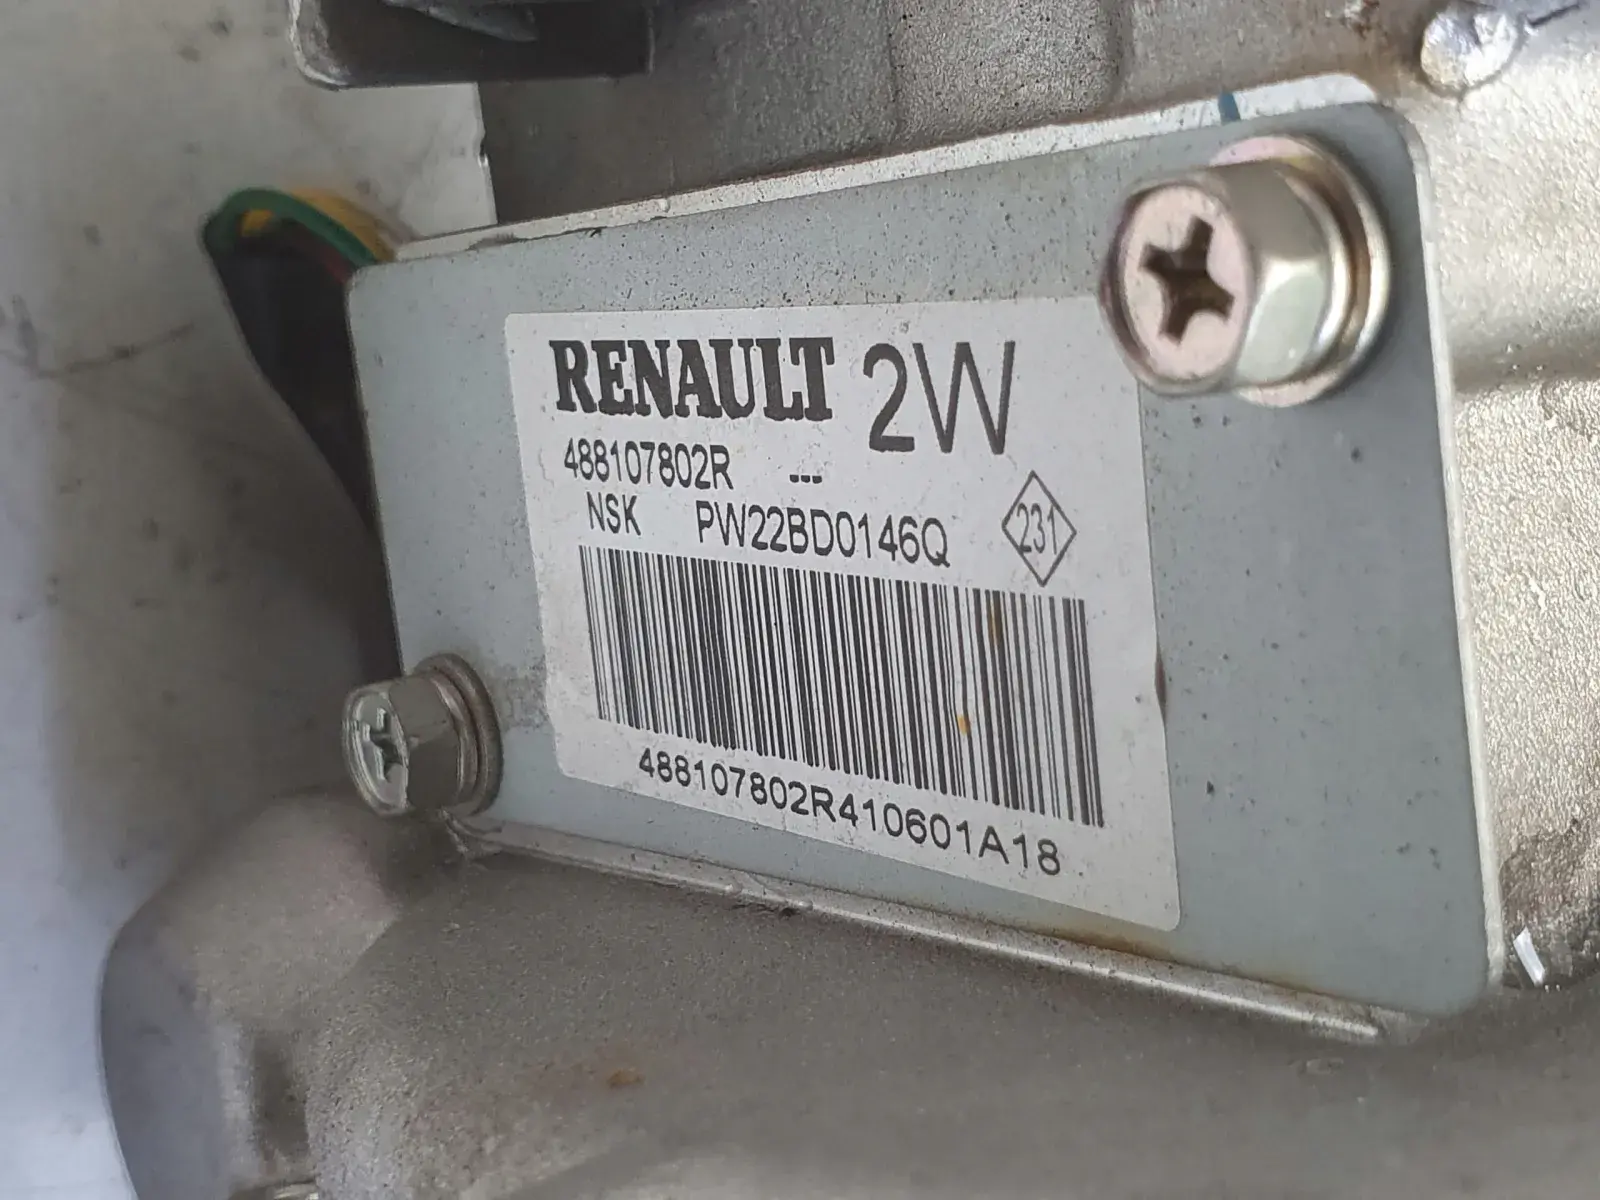 RENAULT 2W
488107802R ---
NSK PW22BD0146Q 231
488107802R410601A18